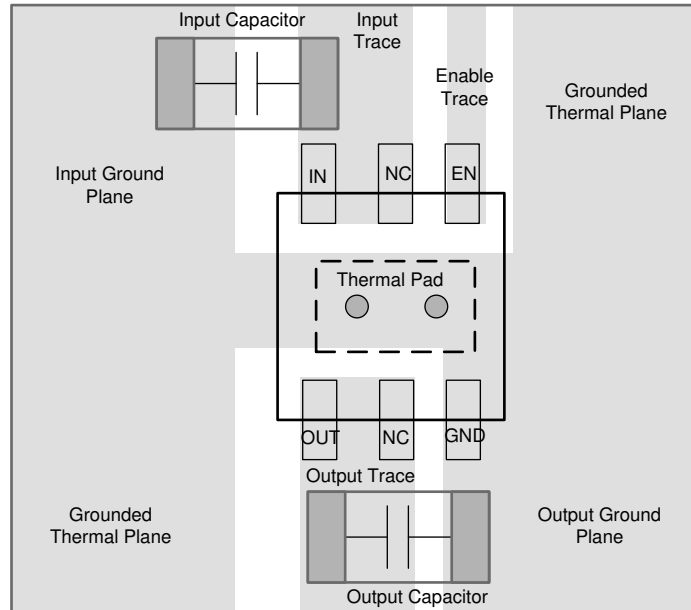 Input Capacitor
Input
Trace
Enable
Trace
Grounded
Thermal Plane
Input Ground
Plane
IN
NC
EN
Thermal Pad
OUT
NC
GND
Output Trace
Grounded
Thermal Plane
Output Ground
Plane
Output Capacitor